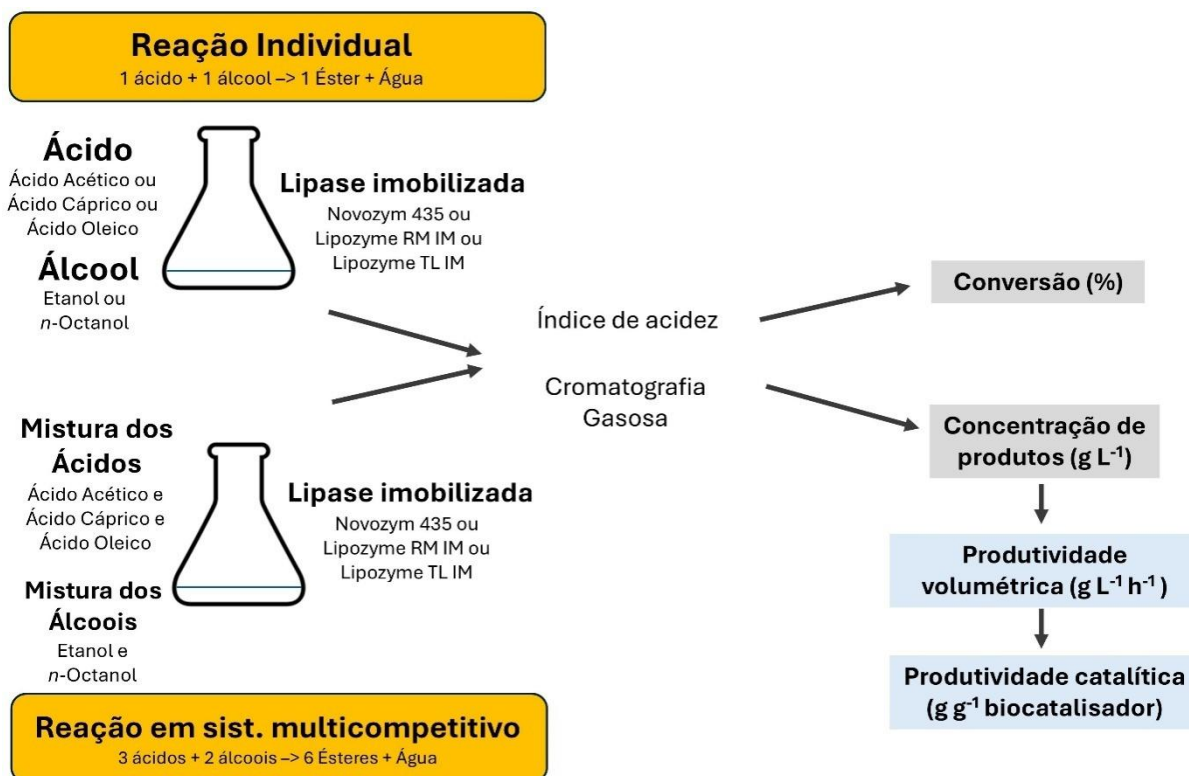 Reação Individual
1 ácido + 1 álcool –> 1 Éster + Água
Ácido
Ácido Acético ou
Ácido Cáprico ou
Ácido Oleico
Álcool
Etanol ou
n-Octanol
Lipase imobilizada
Novozym 435 ou
Lipozyme RM IM ou
Lipozyme TL IM
Mistura dos
Ácidos
Ácido Acético e
Ácido Cáprico e
Ácido Oleico
Mistura dos
Álcoois
Etanol e
n-Octanol
Lipase imobilizada
Novozym 435 ou
Lipozyme RM IM ou
Lipozyme TL IM
Reação em sist. multicompetitivo
3 ácidos + 2 álcoois –> 6 Ésteres + Água
Índice de acidez
Cromatografia
Gasosa
Conversão (%)
Concentração de
produtos (g L⁻¹)
Produtividade
volumétrica (g L⁻¹ h⁻¹ )
Produtividade catalítica
(g g⁻¹ biocatalisador)